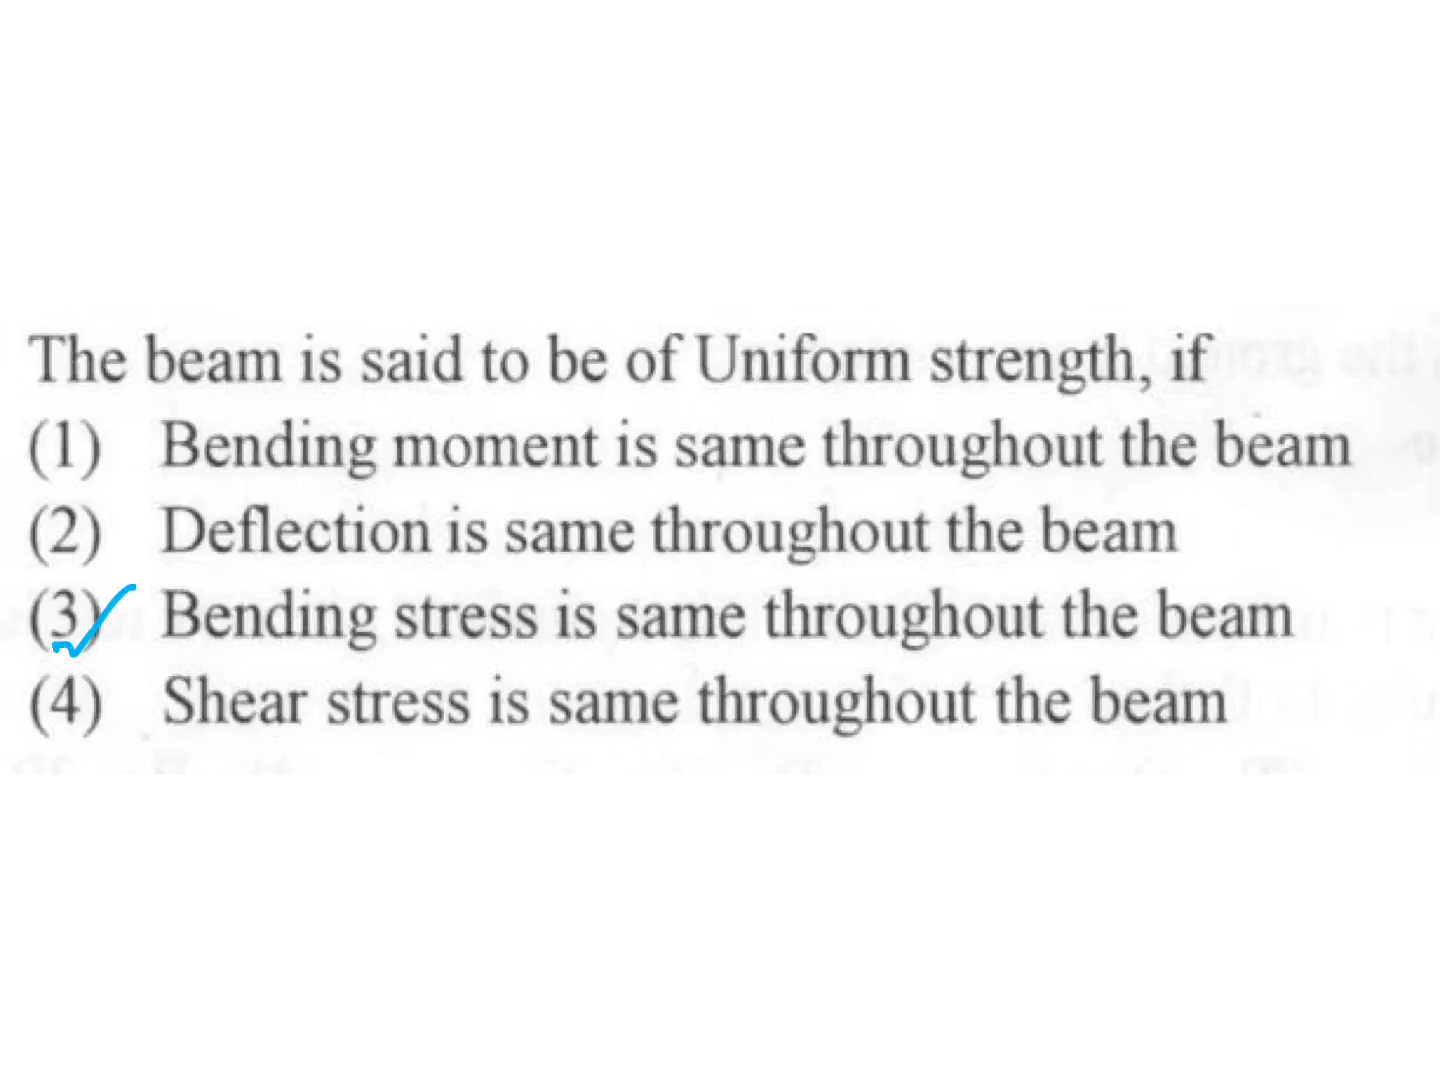 The beam is said to be of Uniform strength, if
(1) Bending moment is same throughout the beam
(2) Deflection is same throughout the beam
(3) Bending stress is same throughout the beam
(4) Shear stress is same throughout the beam